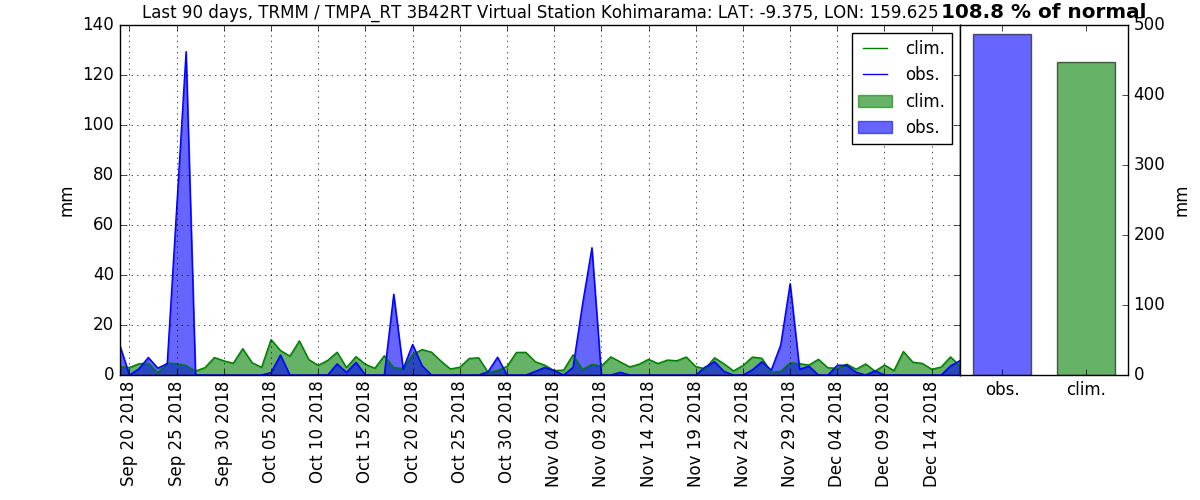 Last 90 days, TRMM / TMPA_RT 3B42RT Virtual Station Kohimarama: LAT: -9.375, LON: 159.625 108.8 % of normal
140
120
100
80
60
40
20
0
mm
clim.
obs.
clim.
obs.
500
400
300
200
100
0
mm
obs.
clim.
Sep 20 2018
Sep 25 2018
Sep 30 2018
Oct 05 2018
Oct 10 2018
Oct 15 2018
Oct 20 2018
Oct 25 2018
Oct 30 2018
Nov 04 2018
Nov 09 2018
Nov 14 2018
Nov 19 2018
Nov 24 2018
Nov 29 2018
Dec 04 2018
Dec 09 2018
Dec 14 2018